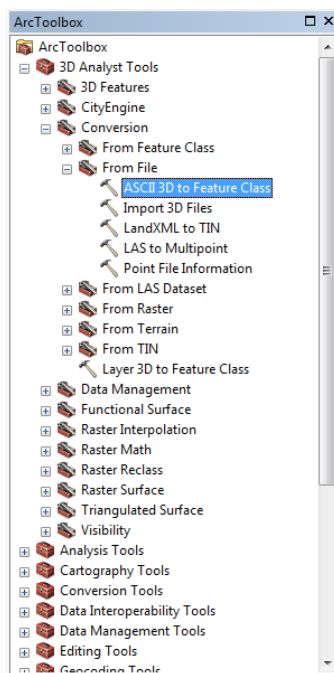 ArcToolbox
ArcToolbox
3D Analyst Tools
3D Features
CityEngine
Conversion
From Feature Class
From File
ASCII 3D to Feature Class
Import 3D Files
LandXML to TIN
LAS to Multipoint
Point File Information
From LAS Dataset
From Raster
From Terrain
From TIN
Layer 3D to Feature Class
Data Management
Functional Surface
Raster Interpolation
Raster Math
Raster Reclass
Raster Surface
Triangulated Surface
Visibility
Analysis Tools
Cartography Tools
Conversion Tools
Data Interoperability Tools
Data Management Tools
Editing Tools
Geocoding Tools